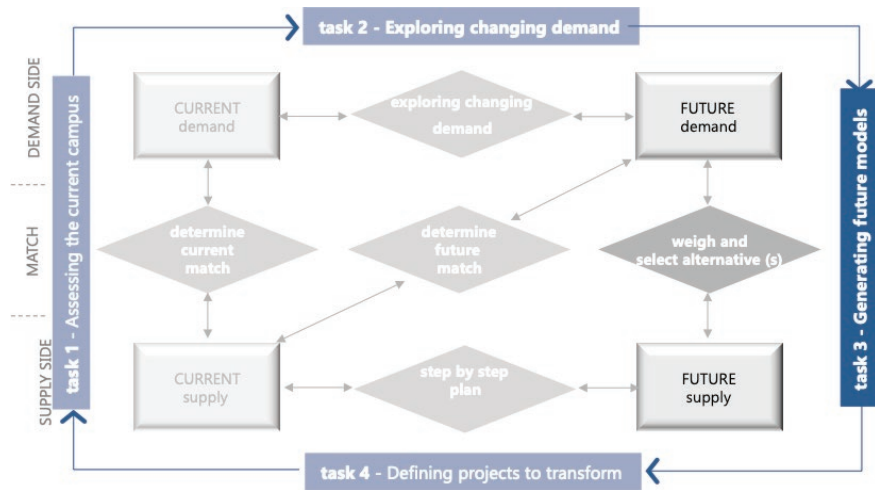 task 2 - Exploring changing demand
DEMAND SIDE
MATCH
SUPPLY SIDE
task 1 - Assessing the current campus
CURRENT
demand
exploring changing
demand
FUTURE
demand
determine
current
match
determine
future
match
weigh and
select alternative (s)
CURRENT
supply
step by step
plan
FUTURE
supply
task 3 - Generating future models
task 4 - Defining projects to transform